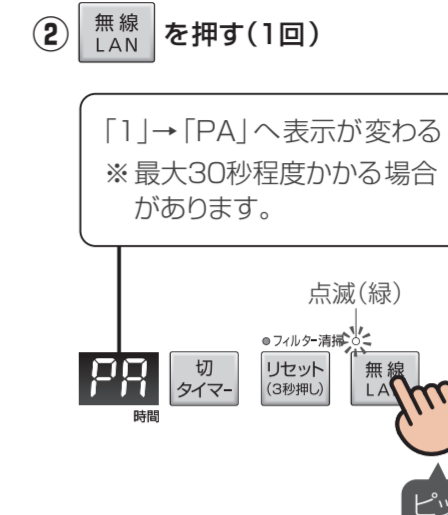 ② 無線
LAN を押す(1回)
「1」→「PA」へ表示が変わる
※最大30秒程度かかる場合
があります。
点滅(緑)
フィルター清掃
PA
時間
切
タイマー
リセット
(3秒押し)
無線
LA
ピッ